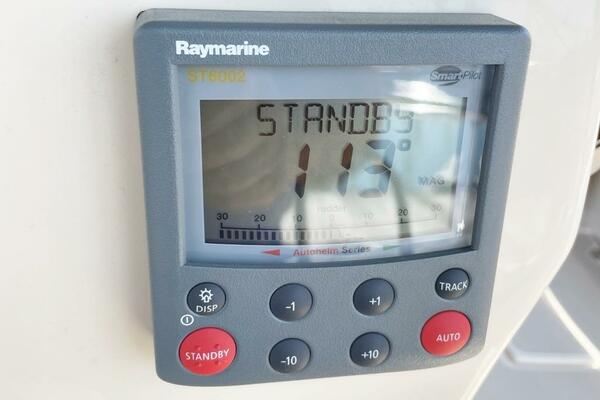 Raymarine
ST6002
SmartPilot
STANDBY
113°
MAG
rudder
30 20 10 0 10 20 30
Autohelm Series
DISP
-1
+1
TRACK
STANDBY
-10
+10
AUTO